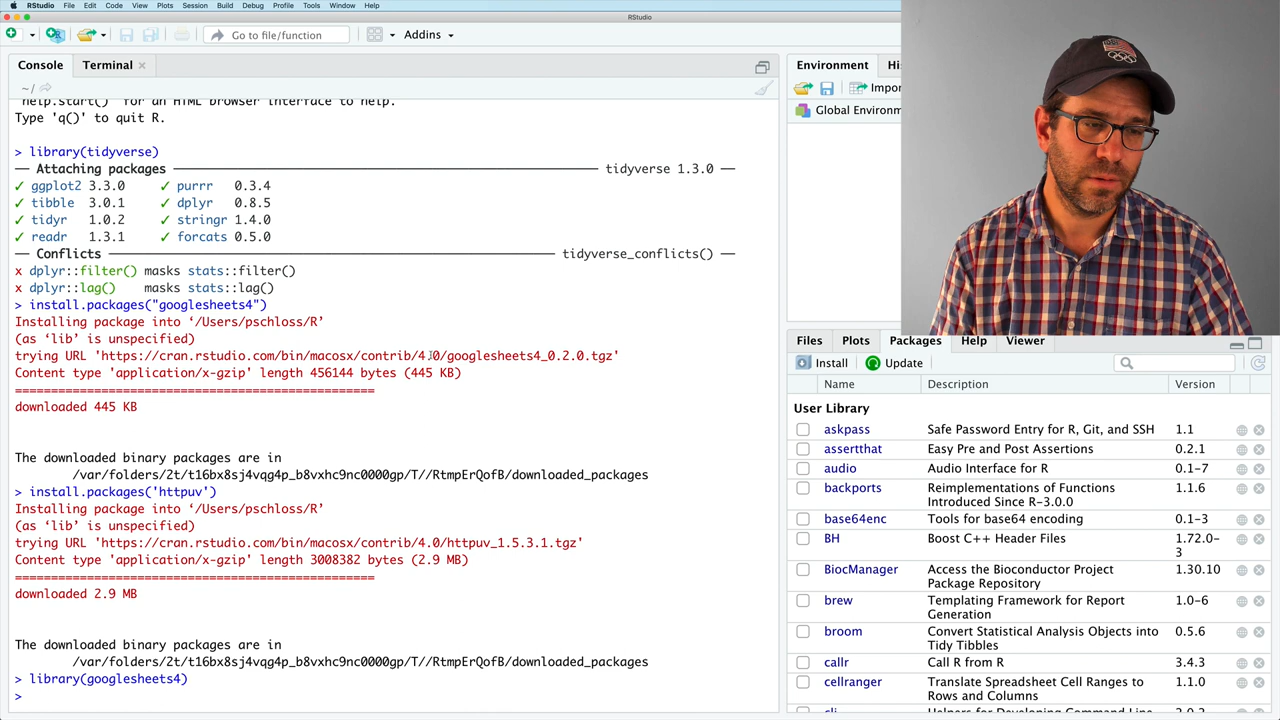 RStudio File Edit Code View Plots Session Build Debug Profile Tools Window Help
RStudio
Go to file/function
Addins
Console Terminal
~/
'help.start()' for an HTML browser interface to help.
Type 'q()' to quit R.
> library(tidyverse)
── Attaching packages ── tidyverse 1.3.0 ──
✓ ggplot2 3.3.0 ✓ purrr 0.3.4
✓ tibble 3.0.1 ✓ dplyr 0.8.5
✓ tidyr 1.0.2 ✓ stringr 1.4.0
✓ readr 1.3.1 ✓ forcats 0.5.0
── Conflicts ── tidyverse_conflicts() ──
x dplyr::filter() masks stats::filter()
x dplyr::lag() masks stats::lag()
> install.packages("googlesheets4")
Installing package into ‘/Users/pschloss/R’
(as ‘lib’ is unspecified)
trying URL 'https://cran.rstudio.com/bin/macosx/contrib/4.0/googlesheets4_0.2.0.tgz'
Content type 'application/x-gzip' length 456144 bytes (445 KB)
==================================================
downloaded 445 KB
The downloaded binary packages are in
/var/folders/2t/t16bx8sj4vqg4p_b8vxhc9nc0000gp/T//RtmpErQofB/downloaded_packages
> install.packages('httpuv')
Installing package into ‘/Users/pschloss/R’
(as ‘lib’ is unspecified)
trying URL 'https://cran.rstudio.com/bin/macosx/contrib/4.0/httpuv_1.5.3.1.tgz'
Content type 'application/x-gzip' length 3008382 bytes (2.9 MB)
==================================================
downloaded 2.9 MB
The downloaded binary packages are in
/var/folders/2t/t16bx8sj4vqg4p_b8vxhc9nc0000gp/T//RtmpErQofB/downloaded_packages
> library(googlesheets4)
>
Environment His
Impor
Global Environm
Files Plots Packages Help Viewer
Install Update
Name Description Version
User Library
askpass Safe Password Entry for R, Git, and SSH 1.1
assertthat Easy Pre and Post Assertions 0.2.1
audio Audio Interface for R 0.1-7
backports Reimplementations of Functions 1.1.6
Introduced Since R-3.0.0
base64enc Tools for base64 encoding 0.1-3
BH Boost C++ Header Files 1.72.0-
3
BiocManager Access the Bioconductor Project 1.30.10
Package Repository
brew Templating Framework for Report 1.0-6
Generation
broom Convert Statistical Analysis Objects into 0.5.6
Tidy Tibbles
callr Call R from R 3.4.3
cellranger Translate Spreadsheet Cell Ranges to 1.1.0
Rows and Columns
cli Helpers for Developing Command Line 2.0.2